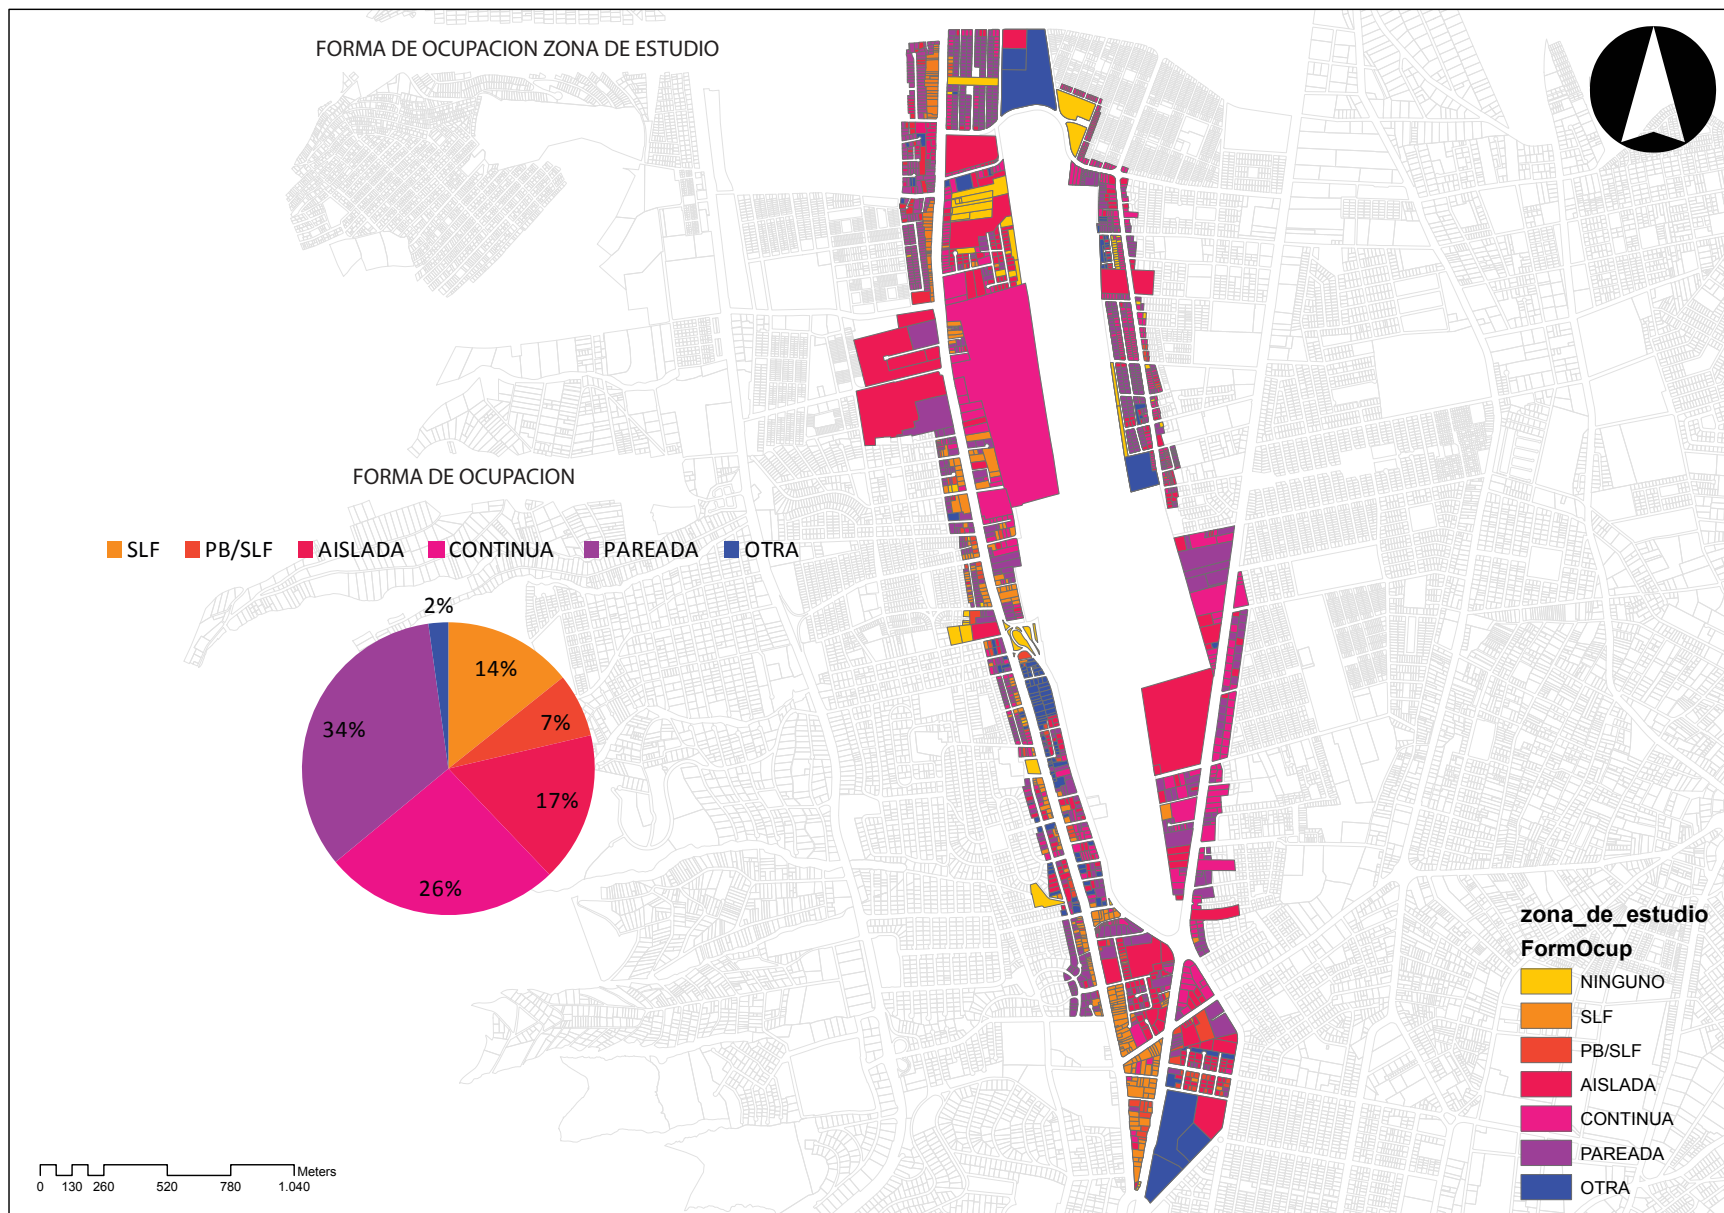 FORMA DE OCUPACION ZONA DE ESTUDIO
FORMA DE OCUPACION
SLF PB/SLF AISLADA CONTINUA PAREADA OTRA
2%
14%
7%
34%
17%
26%
zona_de_estudio
FormOcup
NINGUNO
SLF
PB/SLF
AISLADA
CONTINUA
PAREADA
OTRA
Meters
0 130 260 520 780 1.040